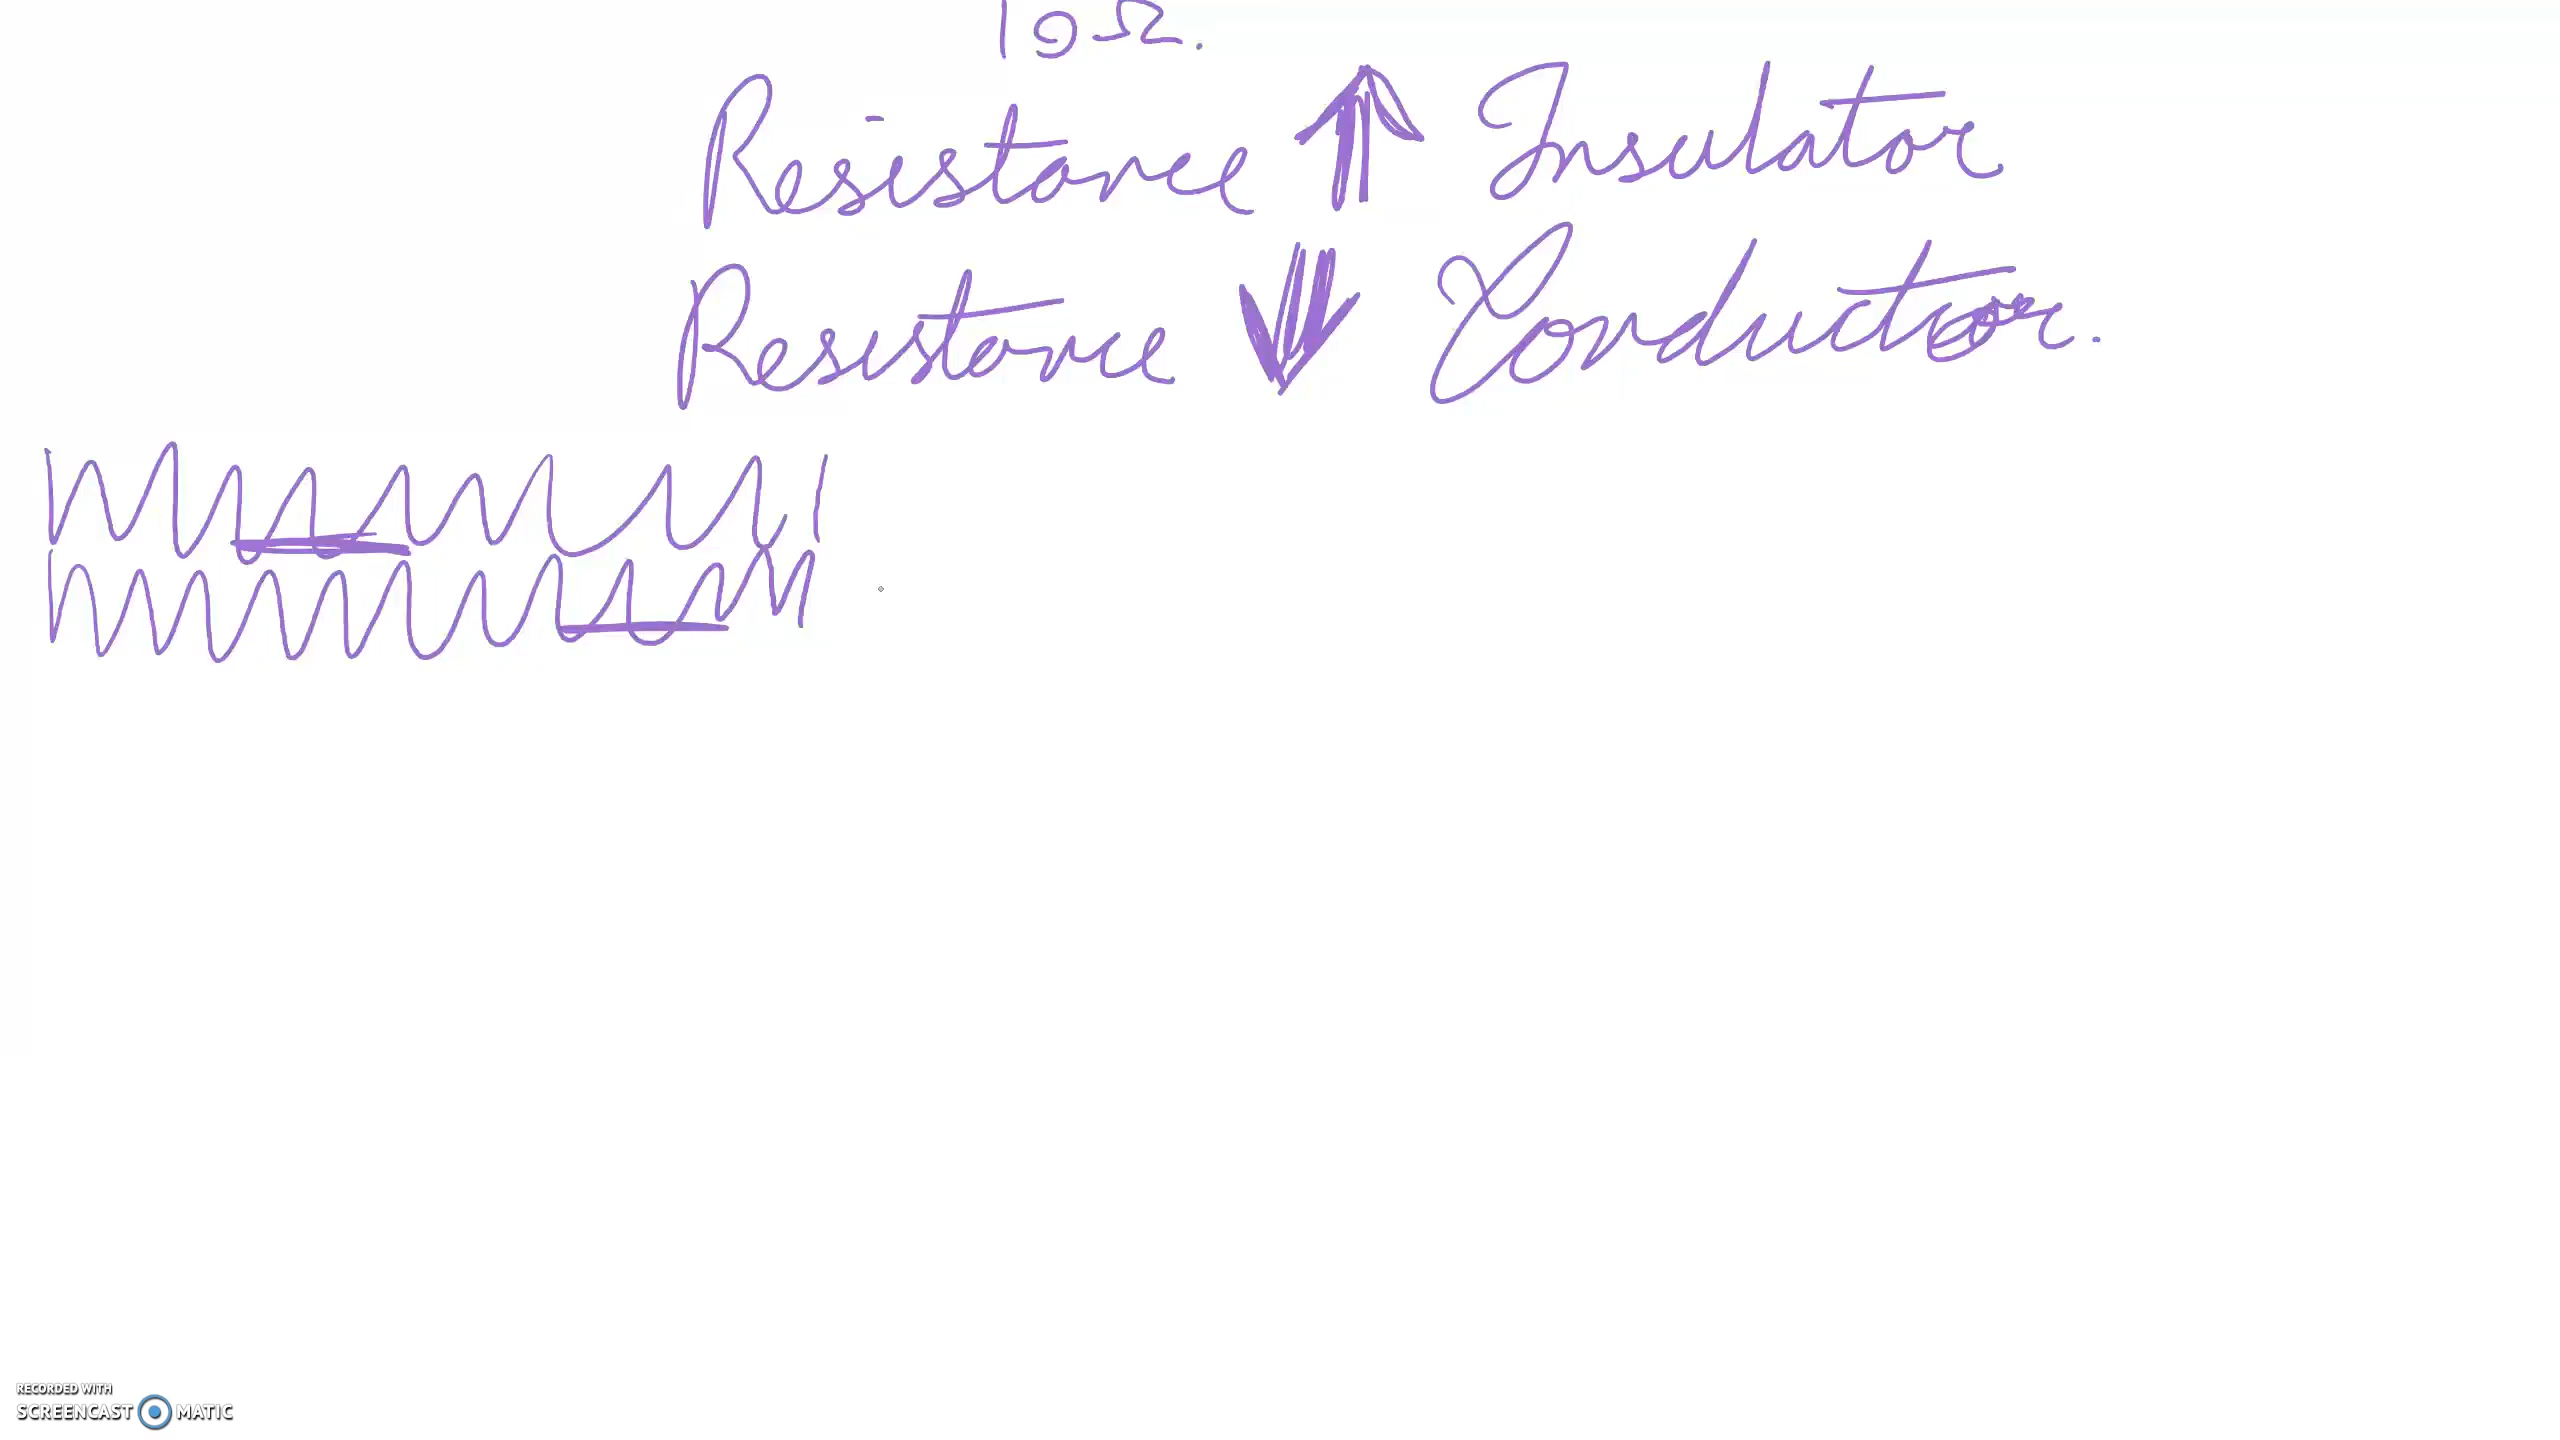 10Ω.
Resistance ↑ Insulator
Resistance ↓ Conductor.
RECORDED WITH
SCREENCAST MATIC